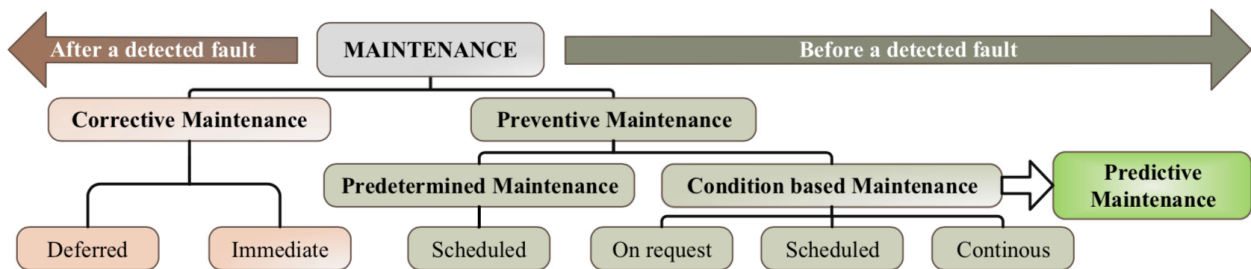 After a detected fault
MAINTENANCE
Before a detected fault
Corrective Maintenance
Preventive Maintenance
Predetermined Maintenance
Condition based Maintenance
Predictive
Maintenance
Deferred
Immediate
Scheduled
On request
Scheduled
Continous